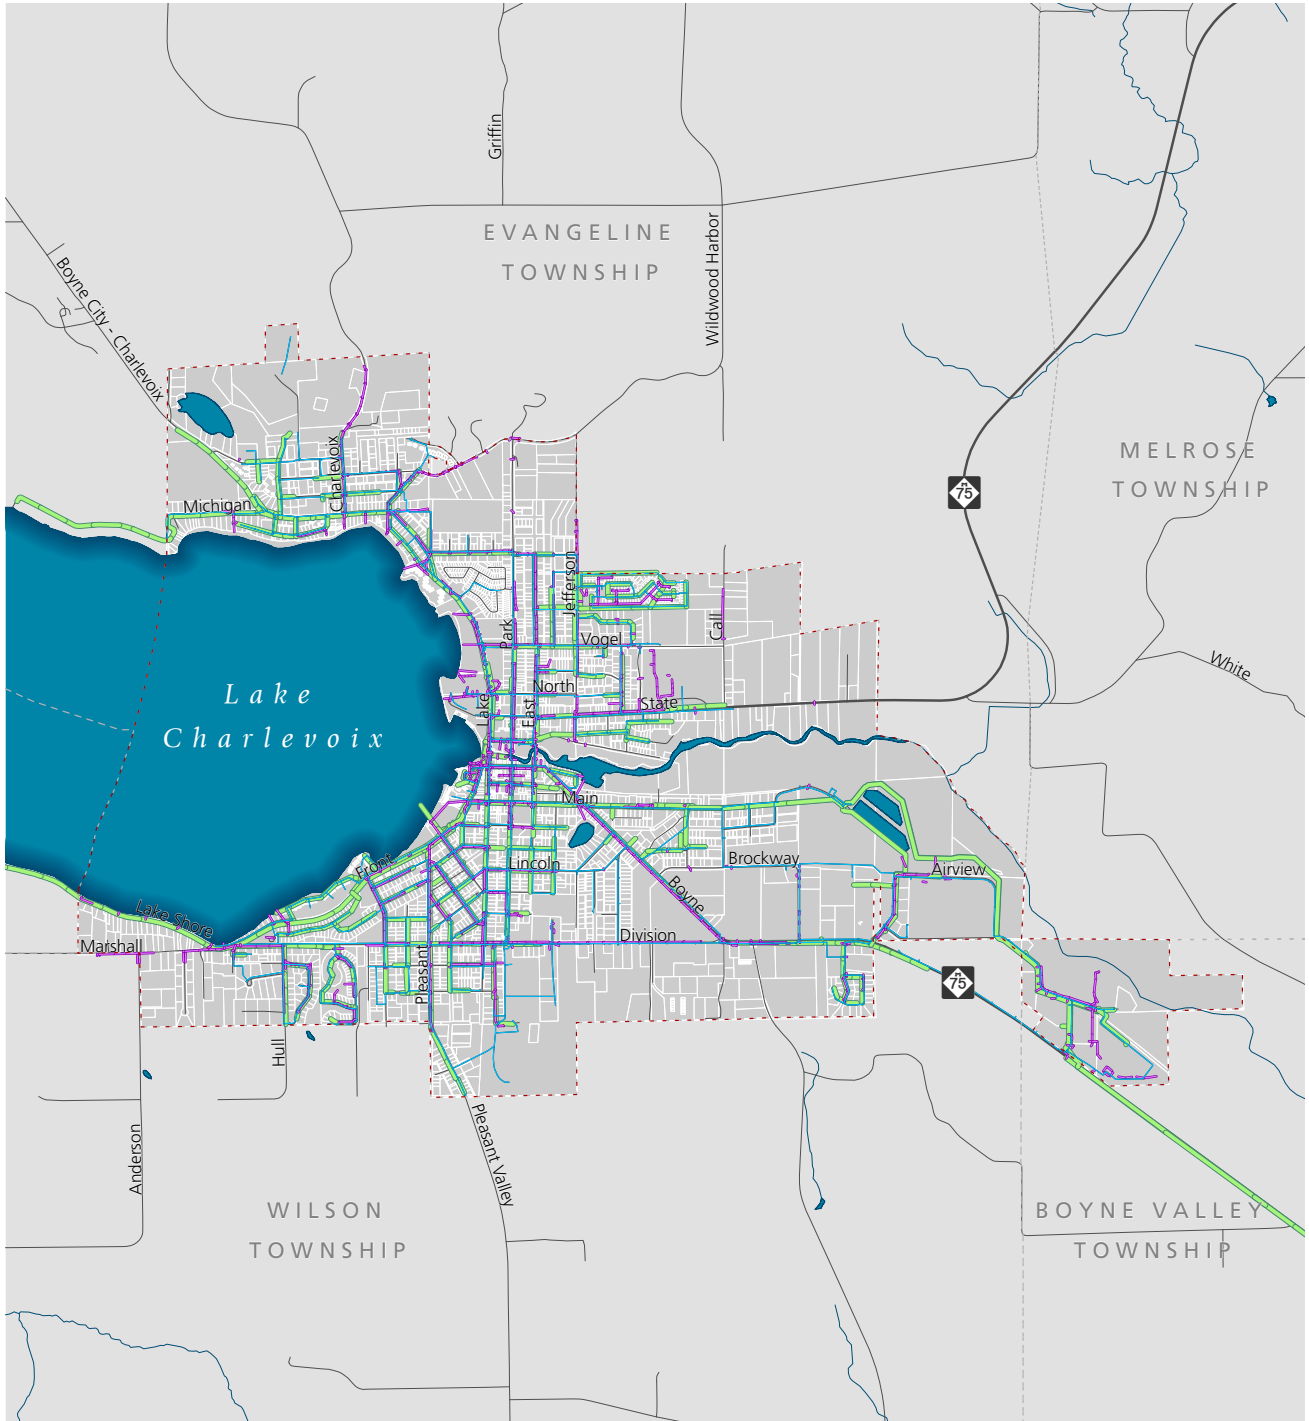 Griffin
EVANGELINE
TOWNSHIP
Wildwood Harbor
Boyne City - Charlevoix
MELROSE
TOWNSHIP
75
Charlevoix
Michigan
Jefferson
Park
Vogel
Call
White
North
State
Lake
East
Lake
Charlevoix
Main
Front
Lincoln
Brockway
Airview
Boyne
Lake Shore
Marshall
Division
Pleasant
75
Hull
Anderson
Pleasant Valley
WILSON
TOWNSHIP
BOYNE VALLEY
TOWNSHIP